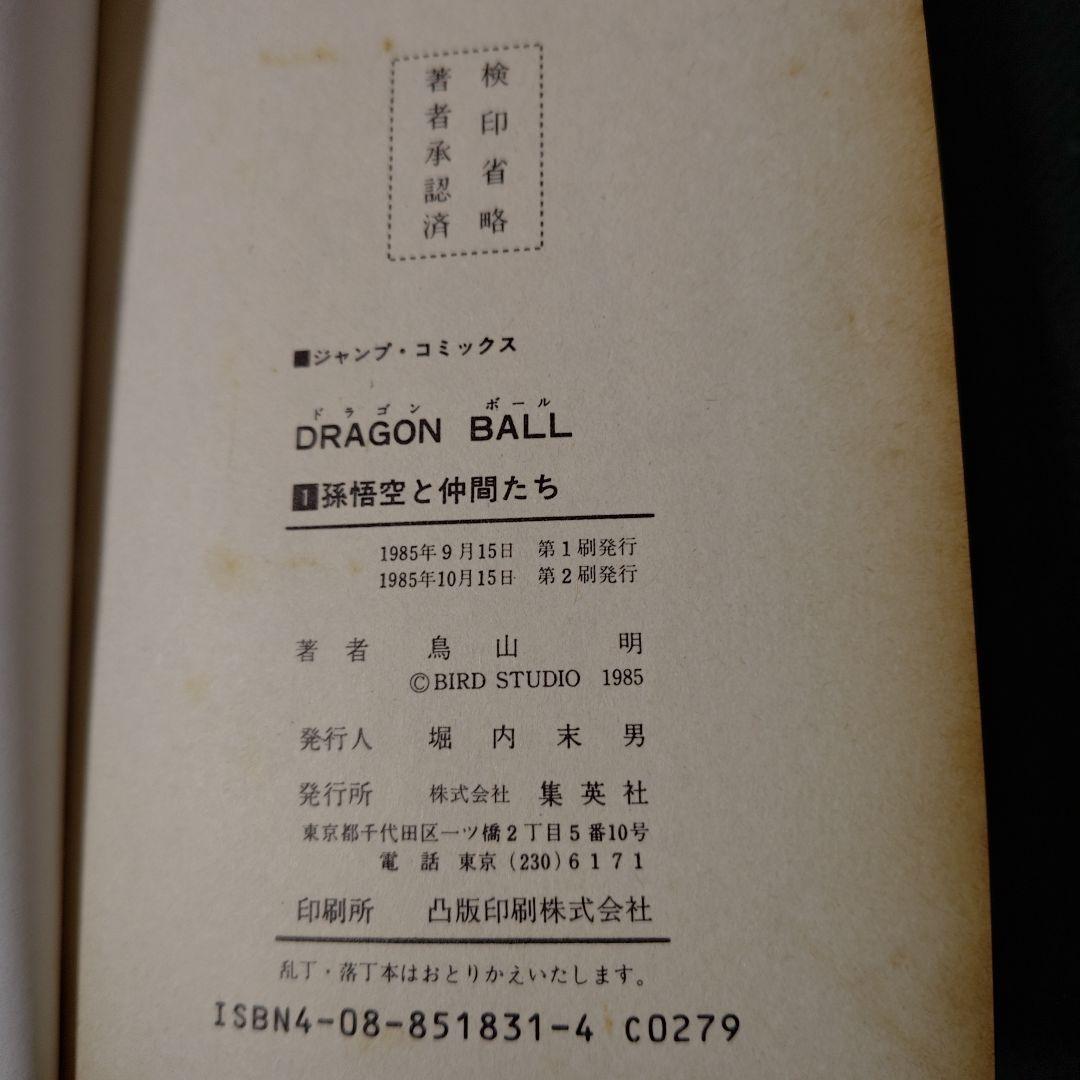 検印省略
著者承認済
■ジャンプ・コミックス
ドラゴン ボール
DRAGON BALL
1孫悟空と仲間たち
1985年9月15日 第1刷発行
1985年10月15日 第2刷発行
著者 鳥山 明
©BIRD STUDIO 1985
発行人 堀内末男
発行所 株式会社 集英社
東京都千代田区一ツ橋2丁目5番10号
電話 東京(230)6171
印刷所 凸版印刷株式会社
乱丁・落丁本はおとりかえいたします。
ISBN4-08-851831-4 C0279